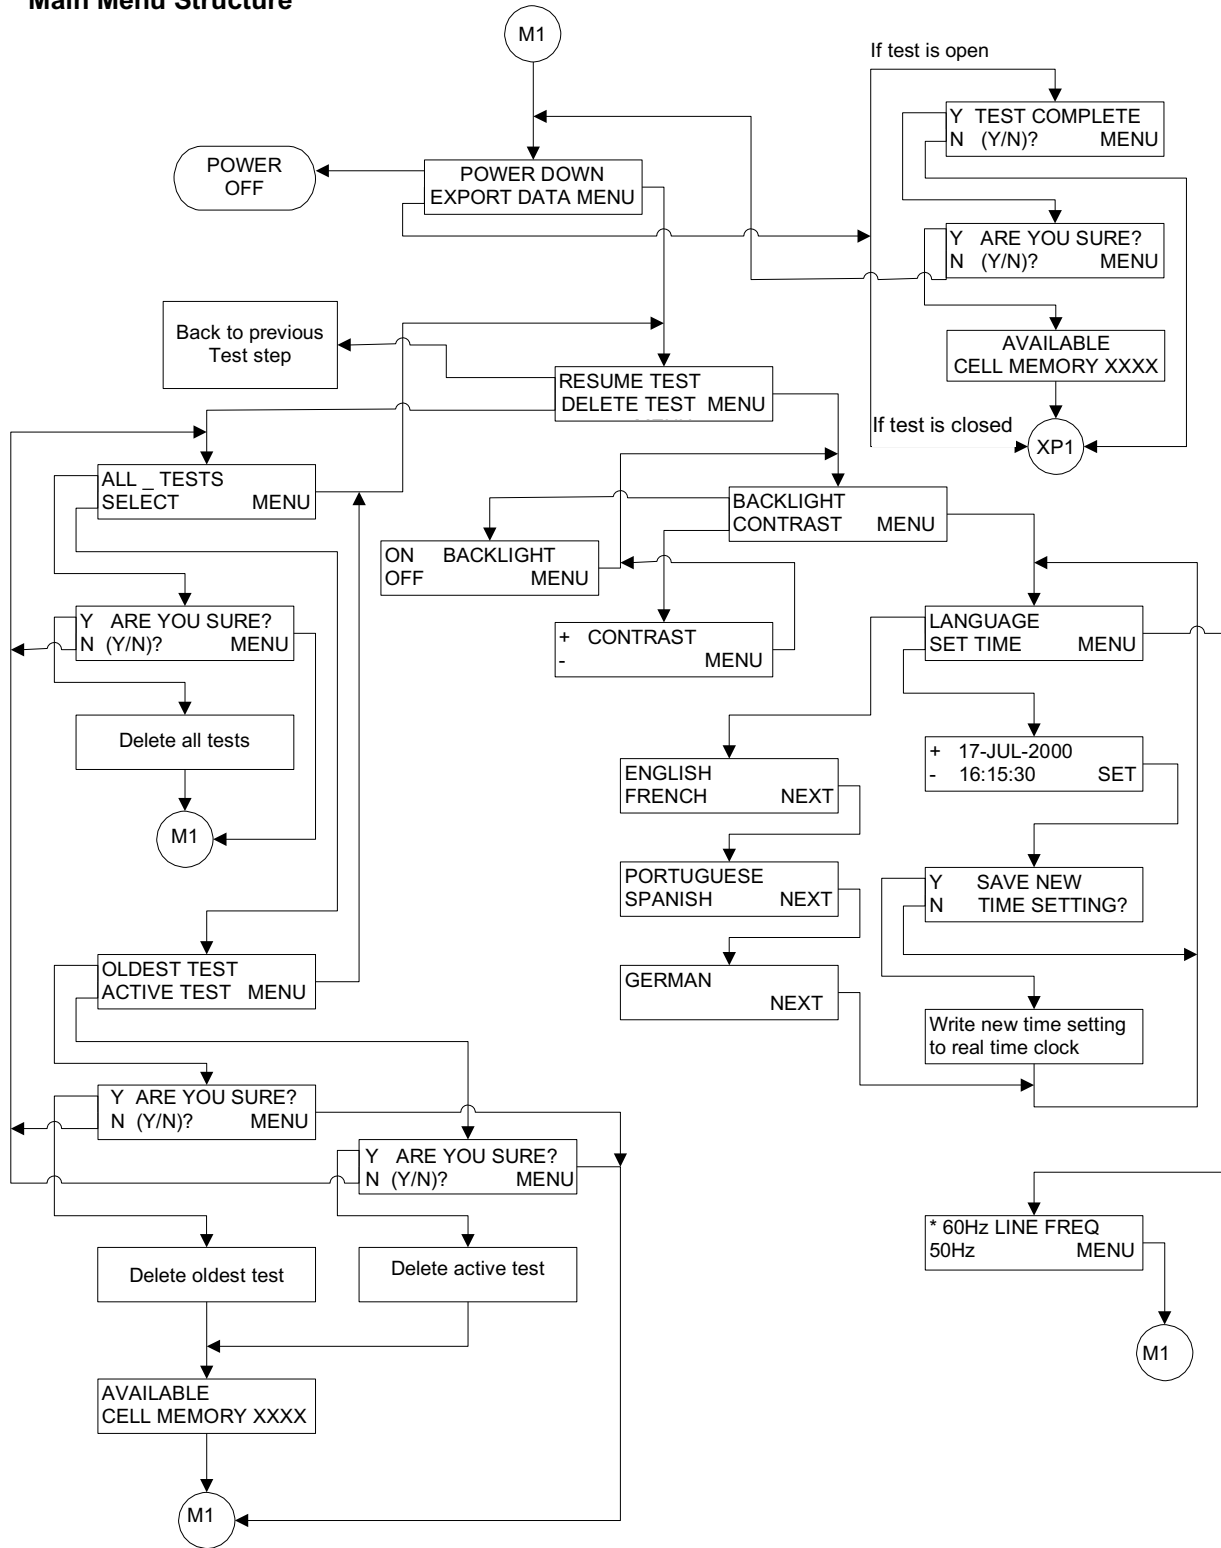 Main Menu Structure
M1
If test is open
Y TEST COMPLETE
N (Y/N)? MENU
POWER
OFF
POWER DOWN
EXPORT DATA MENU
Y ARE YOU SURE?
N (Y/N)? MENU
Back to previous
Test step
AVAILABLE
CELL MEMORY XXXX
RESUME TEST
DELETE TEST MENU
If test is closed
XP1
ALL _ TESTS
SELECT MENU
BACKLIGHT
CONTRAST MENU
ON BACKLIGHT
OFF MENU
Y ARE YOU SURE?
N (Y/N)? MENU
+ CONTRAST
- MENU
LANGUAGE
SET TIME MENU
Delete all tests
ENGLISH
FRENCH NEXT
+ 17-JUL-2000
- 16:15:30 SET
M1
PORTUGUESE
SPANISH NEXT
Y SAVE NEW
N TIME SETTING?
OLDEST TEST
ACTIVE TEST MENU
GERMAN
NEXT
Write new time setting
to real time clock
Y ARE YOU SURE?
N (Y/N)? MENU
Y ARE YOU SURE?
N (Y/N)? MENU
* 60Hz LINE FREQ
50Hz MENU
Delete oldest test
Delete active test
M1
AVAILABLE
CELL MEMORY XXXX
M1